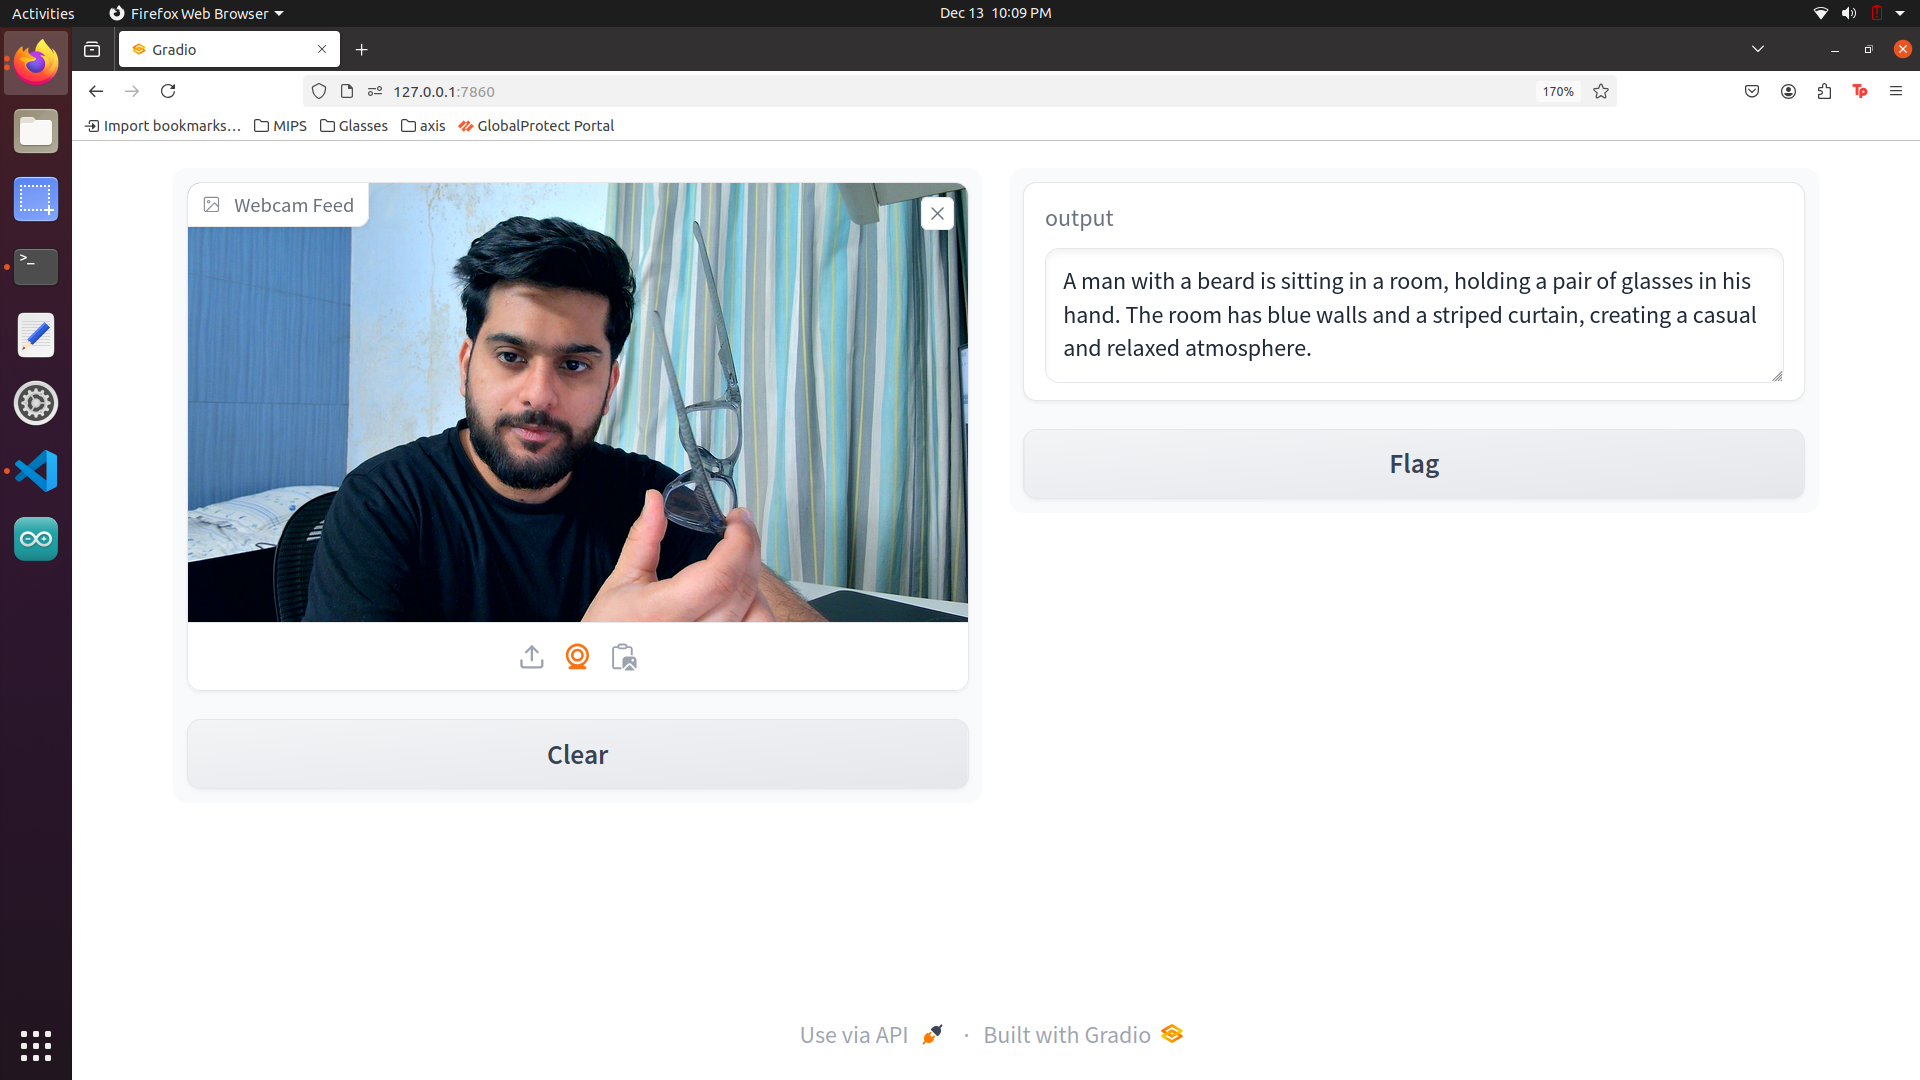 Activities
Firefox Web Browser
Dec 13 10:09 PM
Gradio
127.0.0.1:7860
170%
Import bookmarks...
MIPS
Glasses
axis
GlobalProtect Portal
Webcam Feed
Clear
output
A man with a beard is sitting in a room, holding a pair of glasses in his
hand. The room has blue walls and a striped curtain, creating a casual
and relaxed atmosphere.
Flag
Use via API · Built with Gradio